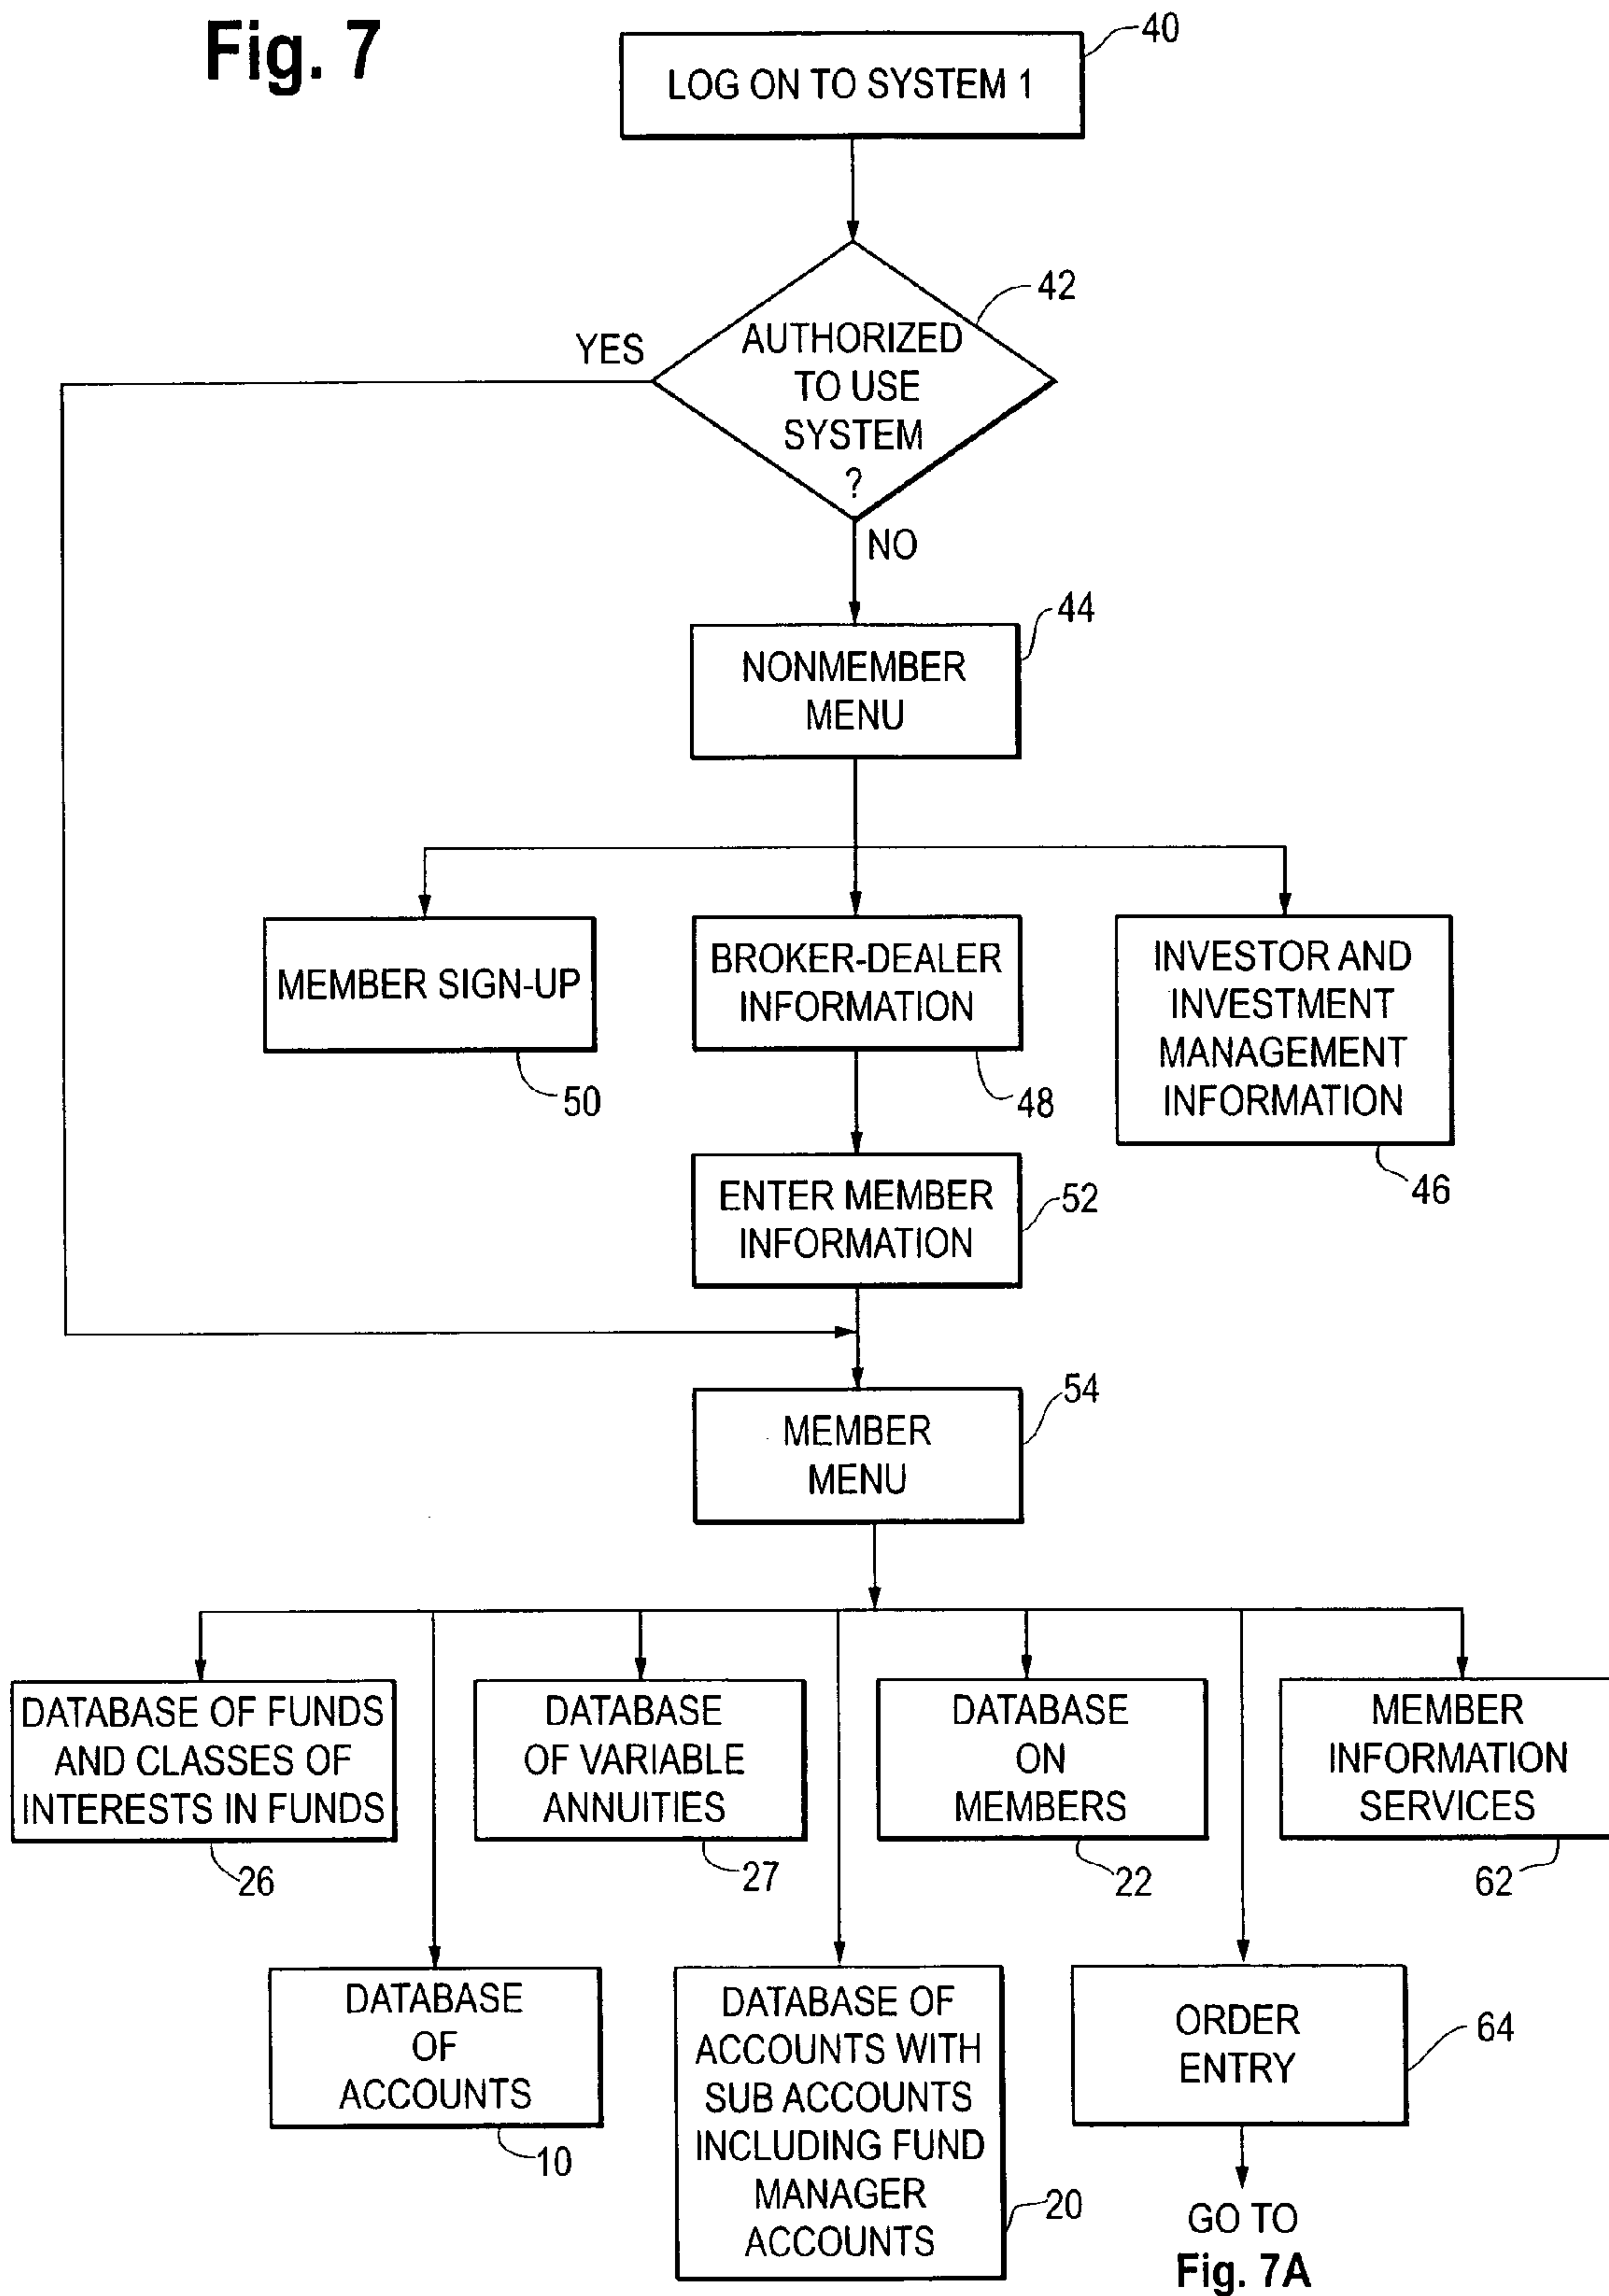 Fig. 7
40
LOG ON TO SYSTEM 1
42
YES
AUTHORIZED
TO USE
SYSTEM
?
NO
44
NONMEMBER
MENU
MEMBER SIGN-UP
50
BROKER-DEALER
INFORMATION
48
INVESTOR AND
INVESTMENT
MANAGEMENT
INFORMATION
46
ENTER MEMBER
INFORMATION
52
54
MEMBER
MENU
DATABASE OF FUNDS
AND CLASSES OF
INTERESTS IN FUNDS
26
DATABASE
OF VARIABLE
ANNUITIES
27
DATABASE
ON
MEMBERS
22
MEMBER
INFORMATION
SERVICES
62
DATABASE
OF
ACCOUNTS
10
DATABASE OF
ACCOUNTS WITH
SUB ACCOUNTS
INCLUDING FUND
MANAGER
ACCOUNTS
20
ORDER
ENTRY
64
GO TO
Fig. 7A